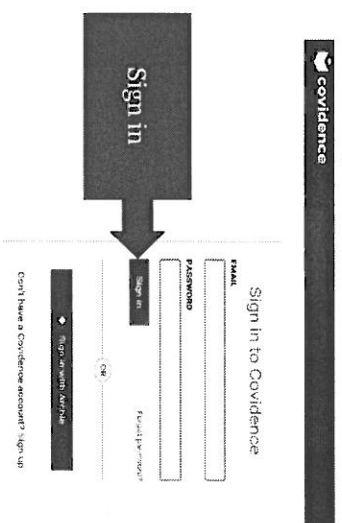 covidence
Sign in to Covidence
EMAIL
PASSWORD
Sign in
Sign in
Forgot password?
OR
Sign in with Archie
Don't have a Covidence account? Sign up